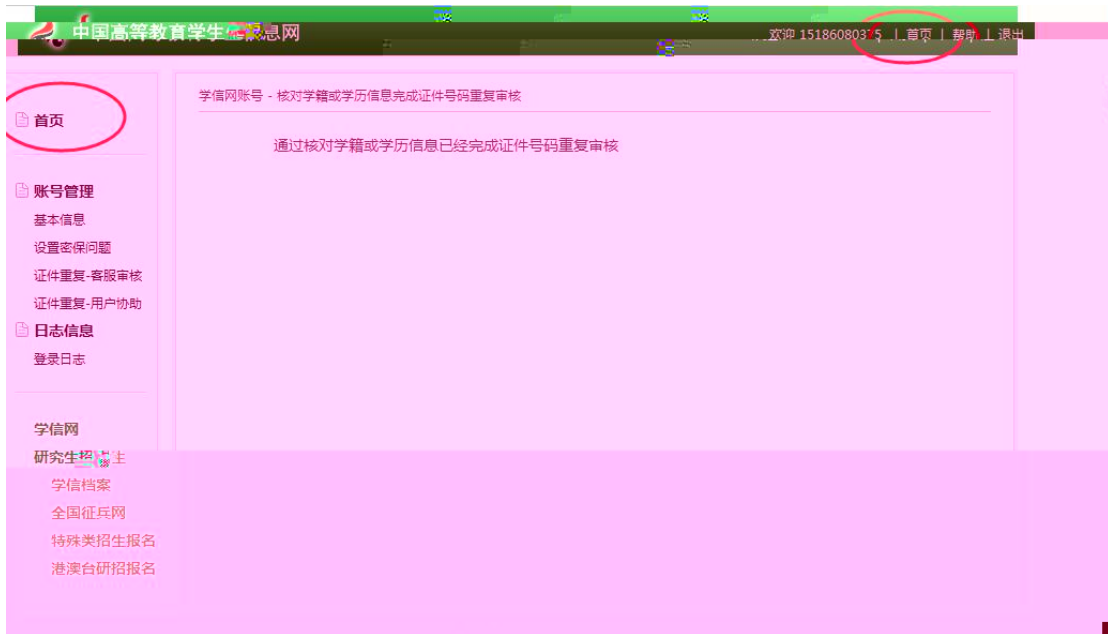 中国高等教育学生信息网
欢迎 15186080375 | 首页 | 帮助 | 退出
首页
学信网账号 - 核对学籍或学历信息完成证件号码重复审核
通过核对学籍或学历信息已经完成证件号码重复审核
账号管理
基本信息
设置密保问题
证件重复-客服审核
证件重复-用户协助
日志信息
登录日志
学信网
研究生招生
学信档案
全国征兵网
特殊类招生报名
港澳台研招报名